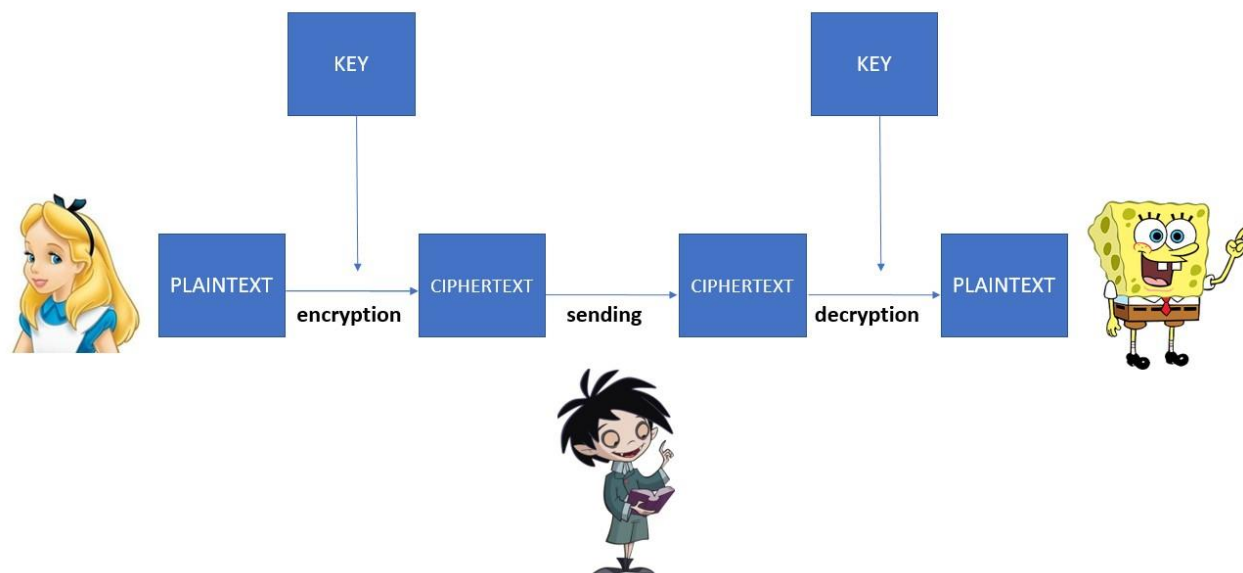 KEY
KEY
PLAINTEXT
CIPHERTEXT
CIPHERTEXT
PLAINTEXT
encryption
sending
decryption